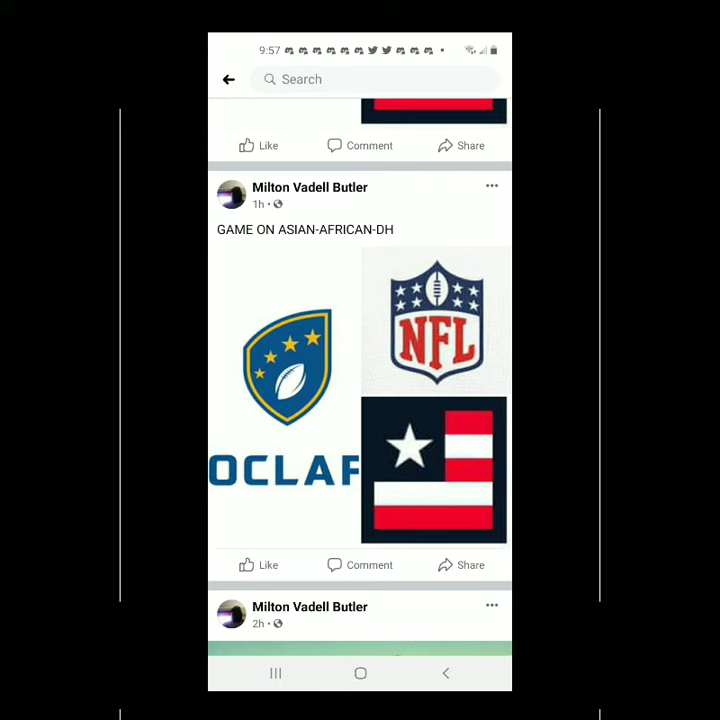 9:57
Search
Like Comment Share
Milton Vadell Butler
1h
GAME ON ASIAN-AFRICAN-DH
NFL
OCLAF
Like Comment Share
Milton Vadell Butler
2h